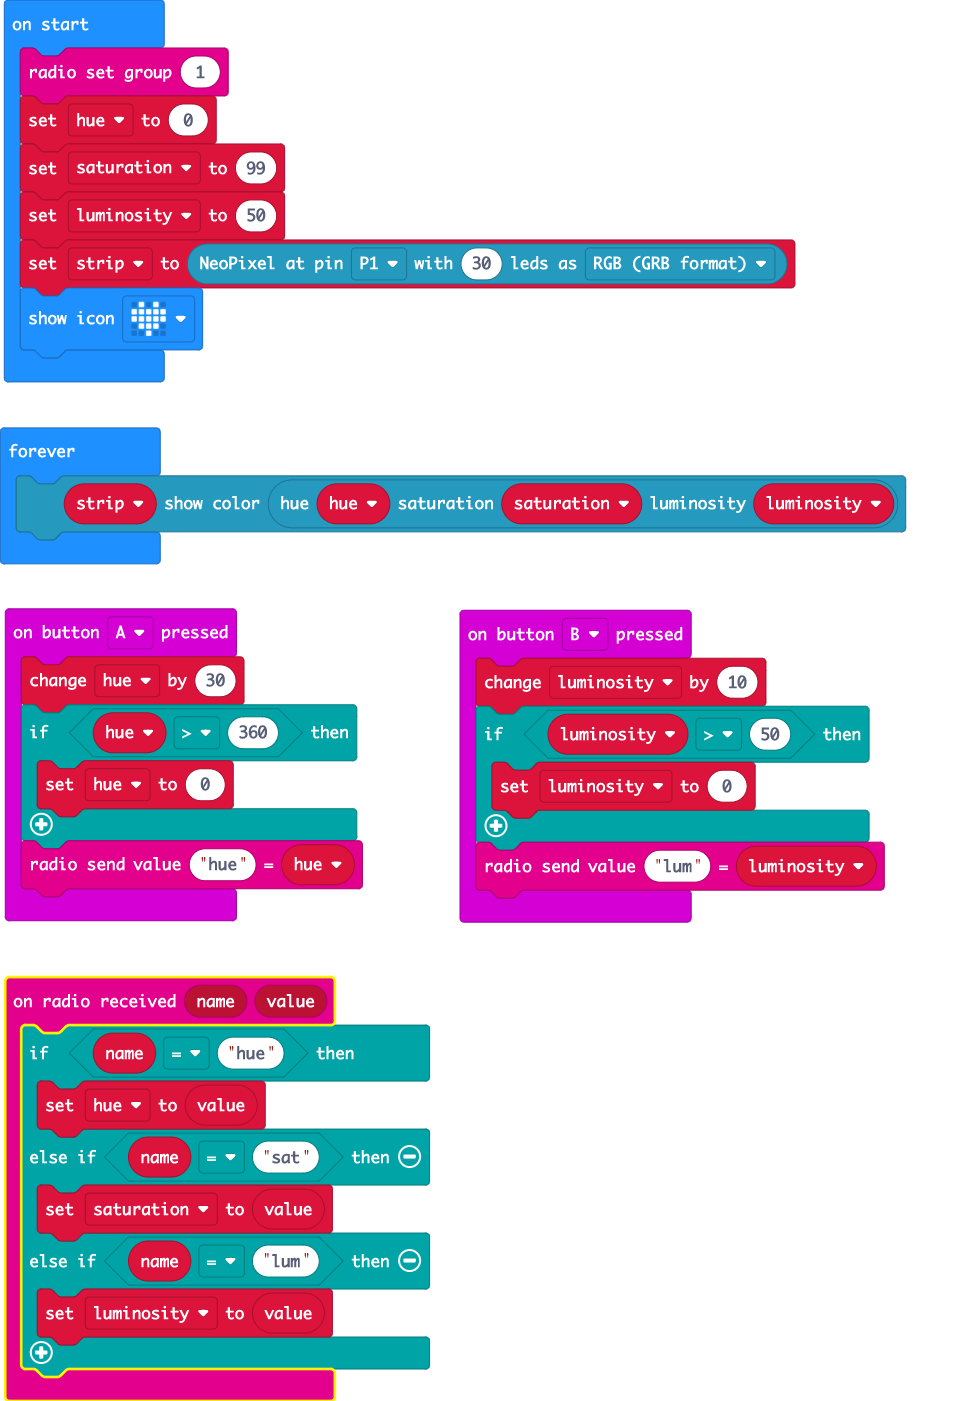 on start
radio set group 1
set hue to 0
set saturation to 99
set luminosity to 50
set strip to NeoPixel at pin P1 with 30 leds as RGB (GRB format)
show icon
forever
strip show color hue hue saturation saturation luminosity luminosity
on button A pressed
change hue by 30
if hue > 360 then
set hue to 0
radio send value "hue" = hue
on button B pressed
change luminosity by 10
if luminosity > 50 then
set luminosity to 0
radio send value "lum" = luminosity
on radio received name value
if name = "hue" then
set hue to value
else if name = "sat" then
set saturation to value
else if name = "lum" then
set luminosity to value